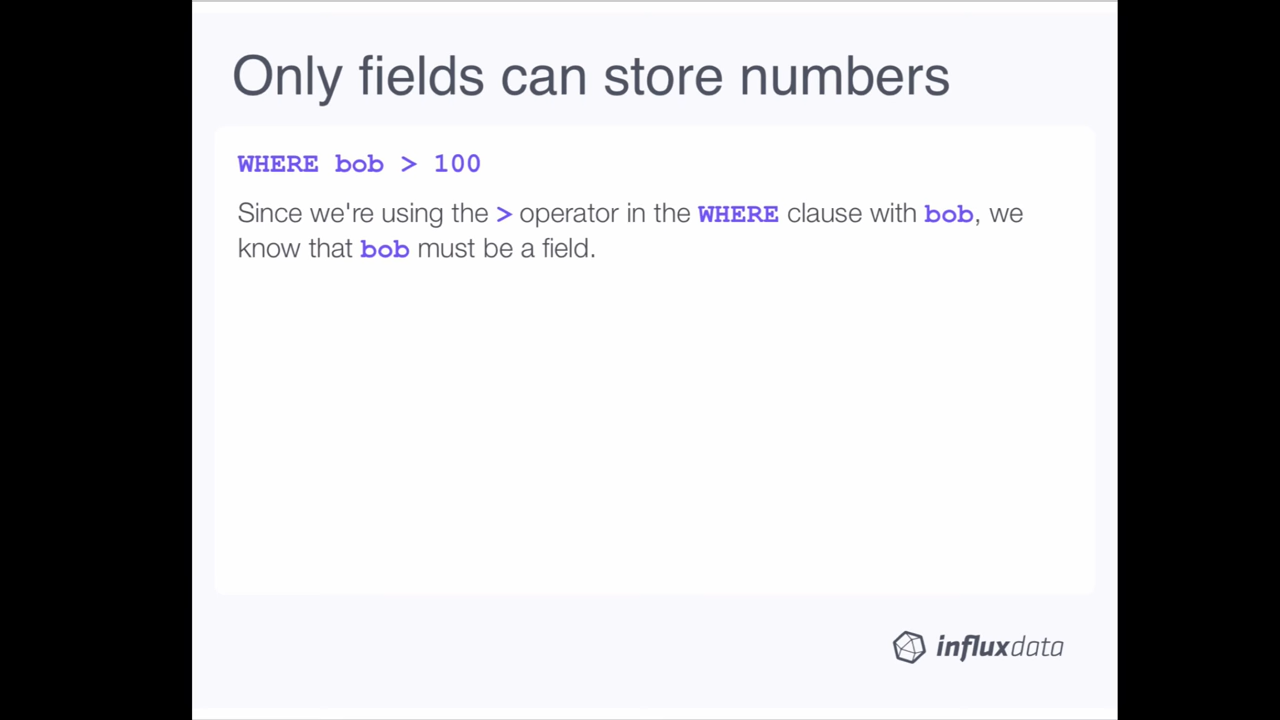 Only fields can store numbers
WHERE bob > 100
Since we're using the > operator in the WHERE clause with bob, we
know that bob must be a field.
influxdata